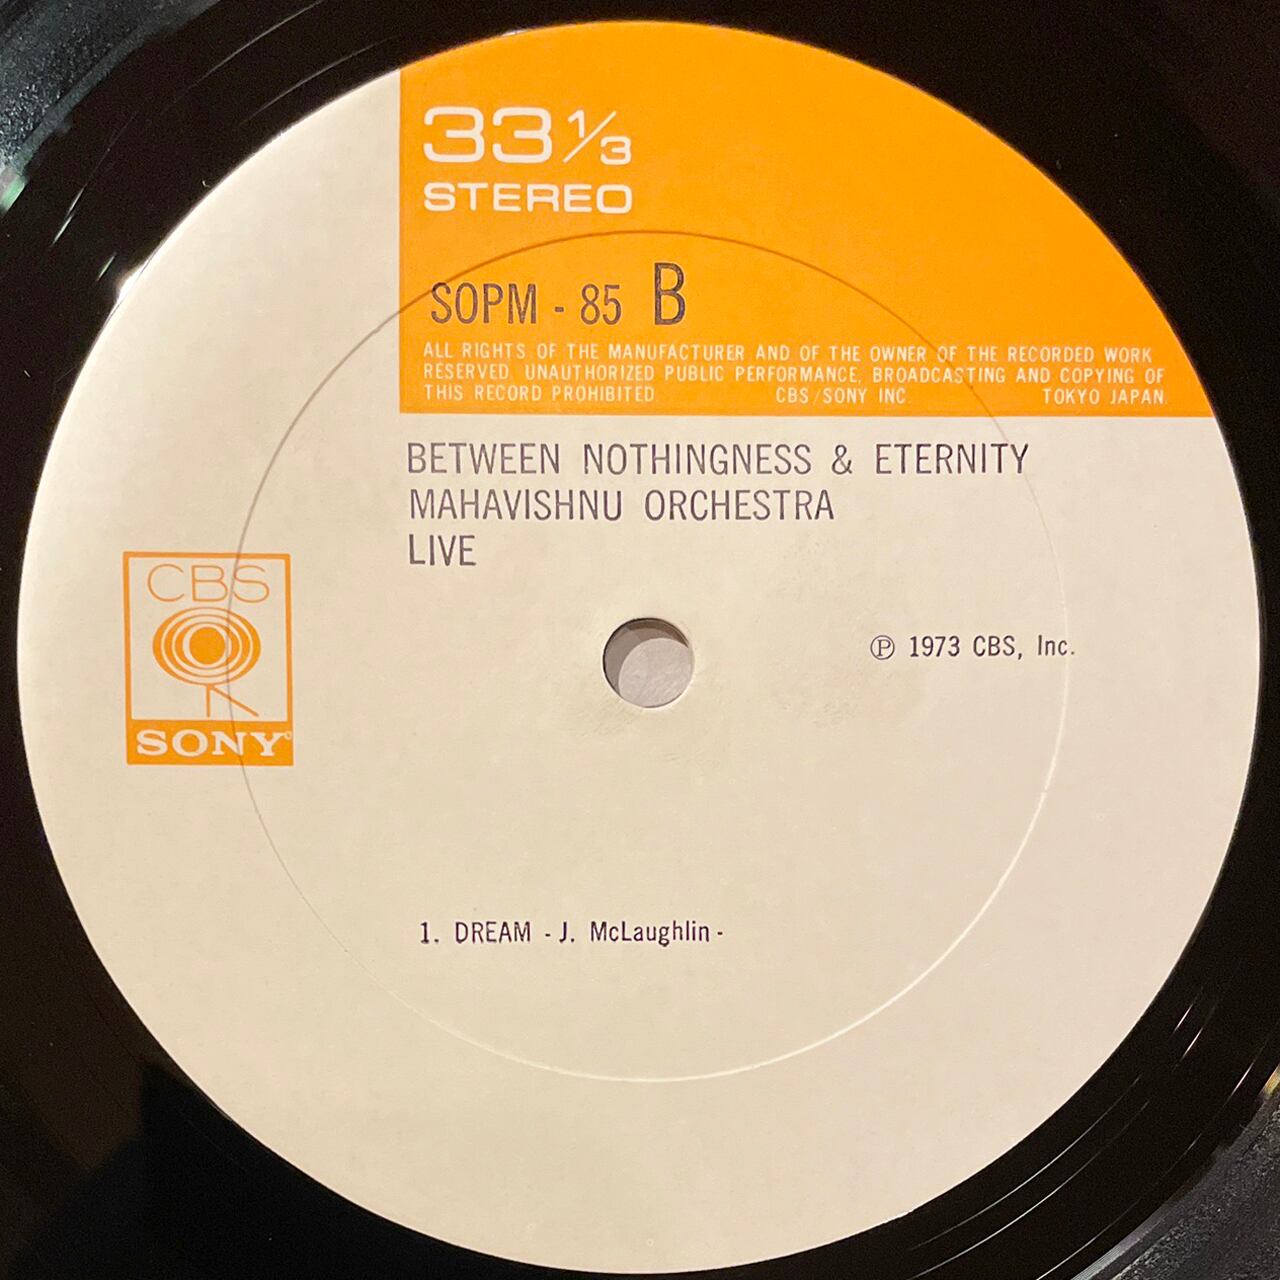 33 1/3
STEREO
SOPM - 85 B
ALL RIGHTS OF THE MANUFACTURER AND OF THE OWNER OF THE RECORDED WORK
RESERVED. UNAUTHORIZED PUBLIC PERFORMANCE, BROADCASTING AND COPYING OF
THIS RECORD PROHIBITED CBS/SONY INC. TOKYO JAPAN.
BETWEEN NOTHINGNESS & ETERNITY
MAHAVISHNU ORCHESTRA
LIVE
CBS
SONY
℗ 1973 CBS, Inc.
1. DREAM - J. McLaughlin -